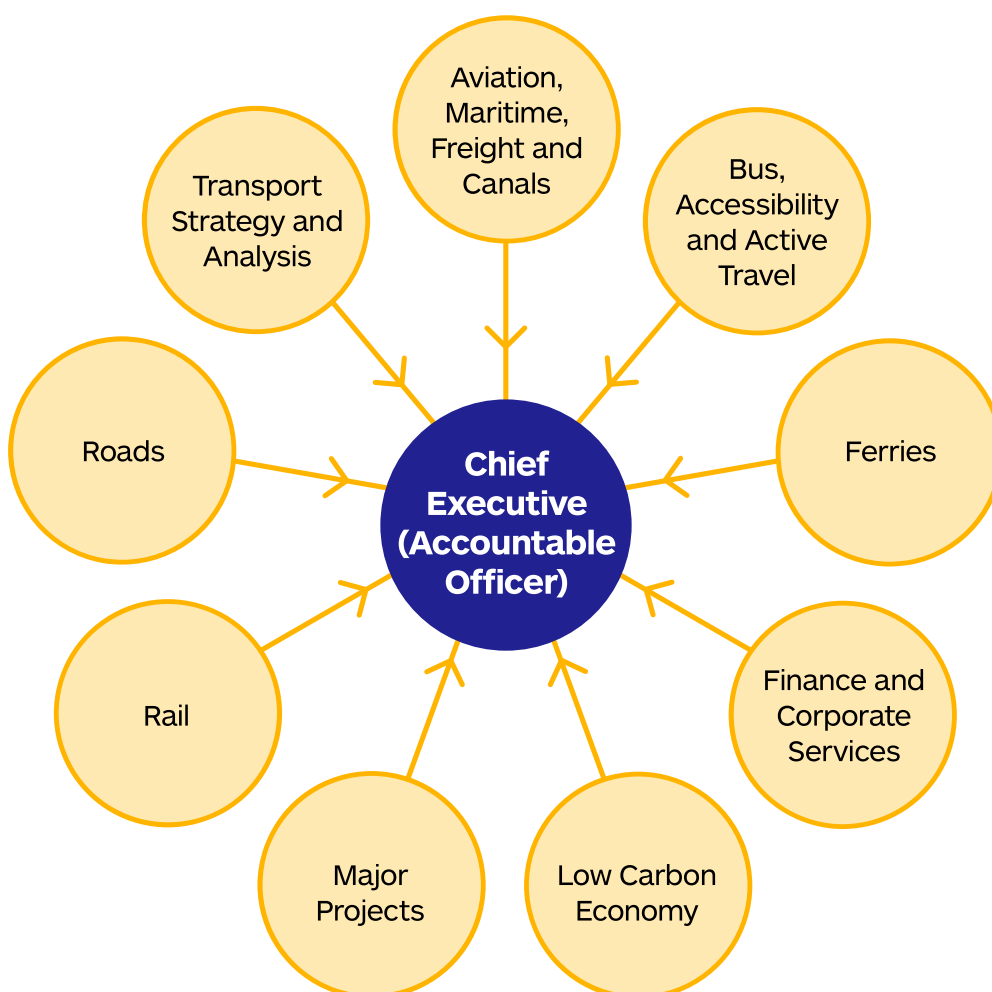 Aviation,
Maritime,
Freight and
Canals
Bus,
Accessibility
and Active
Travel
Transport
Strategy and
Analysis
Roads
Ferries
Chief
Executive
(Accountable
Officer)
Rail
Finance and
Corporate
Services
Major
Projects
Low Carbon
Economy